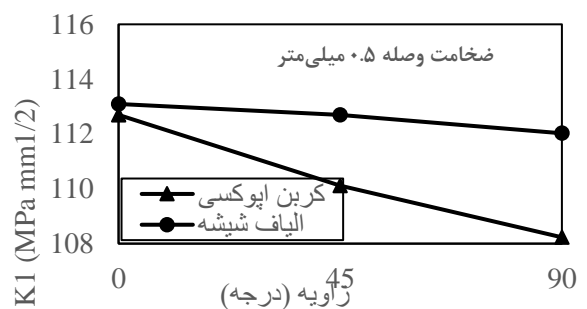 ضخامت وصله ۰.۵ میلی‌متر
K1 (MPa mm1/2)
116
114
112
110
108
کربن اپوکسی
الیاف شیشه
0
45
90
زاویه (درجه)